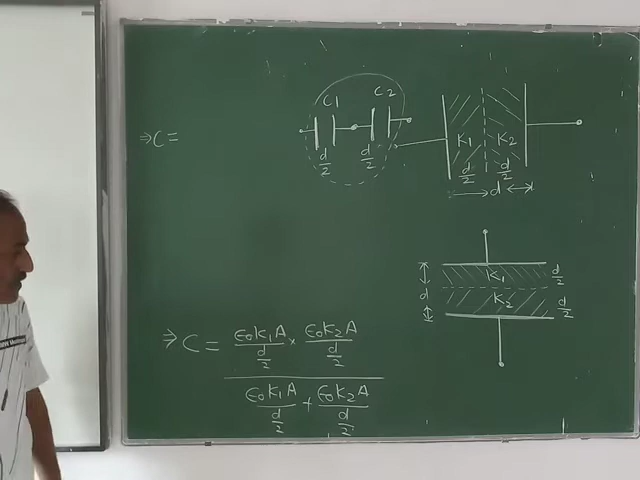 C₁ C₂
d/2 d/2
⇒ C =
K₁ K₂
d/2 d/2
d
K₁ d/2
d
K₂ d/2
⇒ C = ε₀K₁A/(d/2) × ε₀K₂A/(d/2)
ε₀K₁A/(d/2) + ε₀K₂A/(d/2)